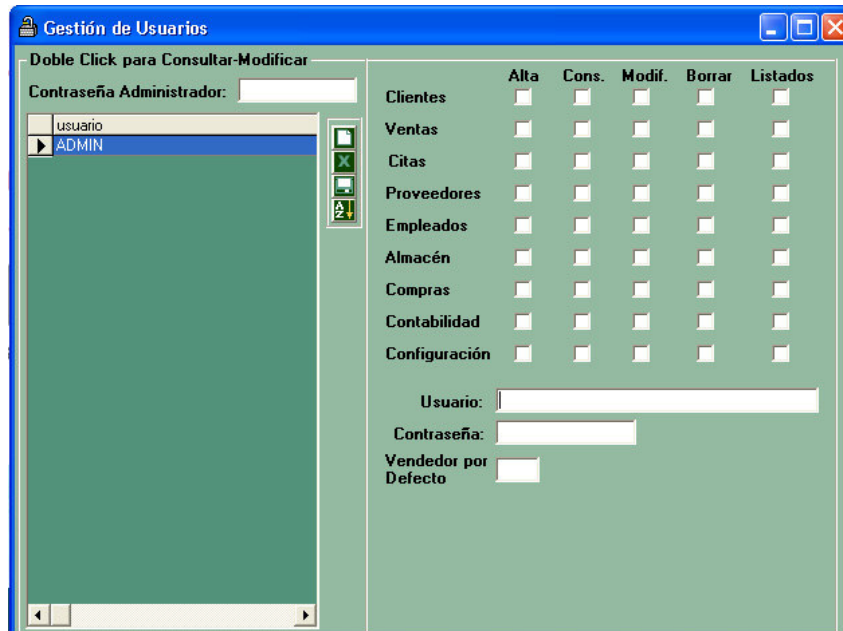 Gestión de Usuarios
Doble Click para Consultar-Modificar
Contraseña Administrador:
usuario
ADMIN
Alta Cons. Modif. Borrar Listados
Clientes
Ventas
Citas
Proveedores
Empleados
Almacén
Compras
Contabilidad
Configuración
Usuario:
Contraseña:
Vendedor por
Defecto